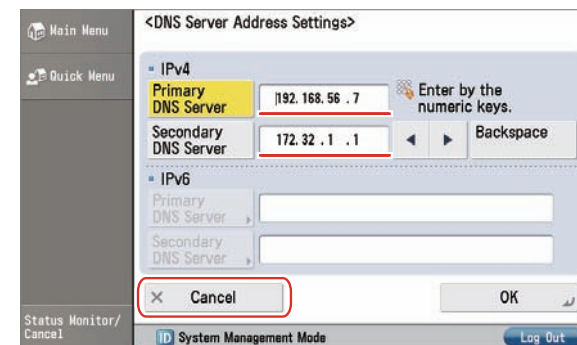 Main Menu
<DNS Server Address Settings>
Quick Menu
IPv4
Primary
DNS Server
192. 168. 56 . 7
Enter by the
numeric keys.
Secondary
DNS Server
172. 32 . 1 . 1
Backspace
IPv6
Primary
DNS Server
Secondary
DNS Server
Cancel
OK
Status Monitor/
Cancel
ID System Management Mode
Log Out